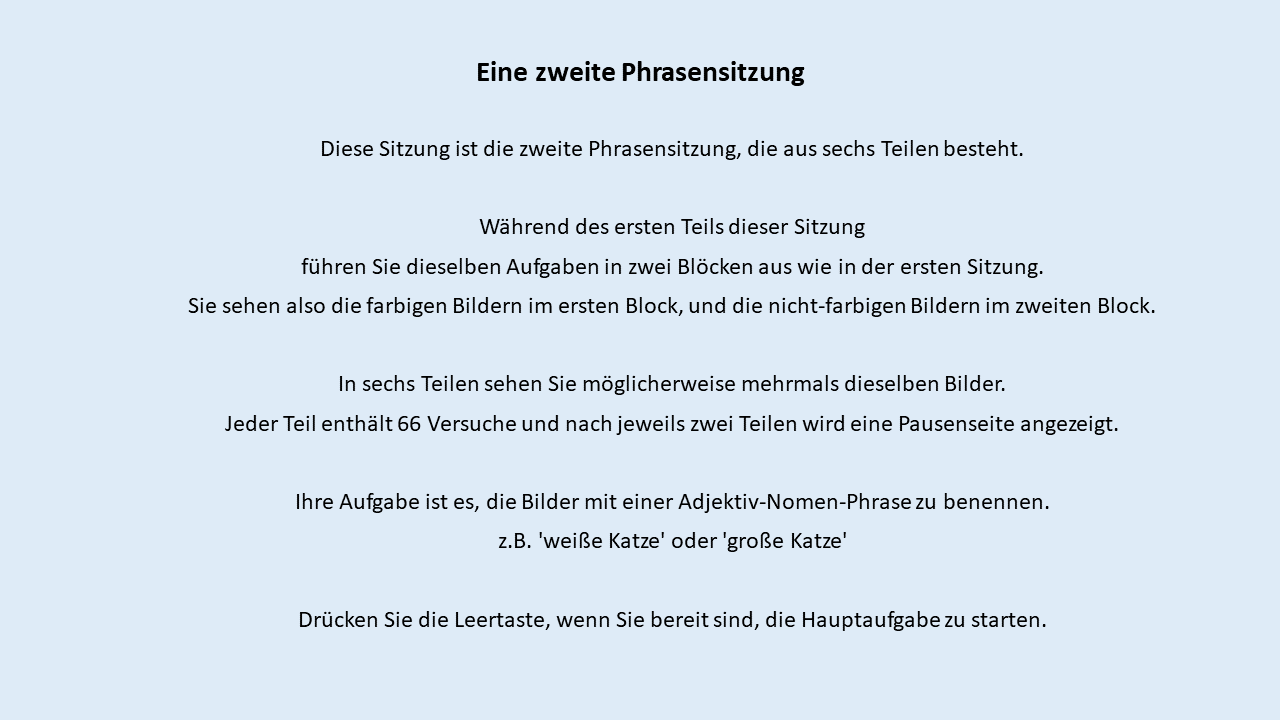 Eine zweite Phrasensitzung
Diese Sitzung ist die zweite Phrasensitzung, die aus sechs Teilen besteht.
Während des ersten Teils dieser Sitzung
führen Sie dieselben Aufgaben in zwei Blöcken aus wie in der ersten Sitzung.
Sie sehen also die farbigen Bildern im ersten Block, und die nicht-farbigen Bildern im zweiten Block.
In sechs Teilen sehen Sie möglicherweise mehrmals dieselben Bilder.
Jeder Teil enthält 66 Versuche und nach jeweils zwei Teilen wird eine Pausenseite angezeigt.
Ihre Aufgabe ist es, die Bilder mit einer Adjektiv-Nomen-Phrase zu benennen.
z.B. 'weiße Katze' oder 'große Katze'
Drücken Sie die Leertaste, wenn Sie bereit sind, die Hauptaufgabe zu starten.